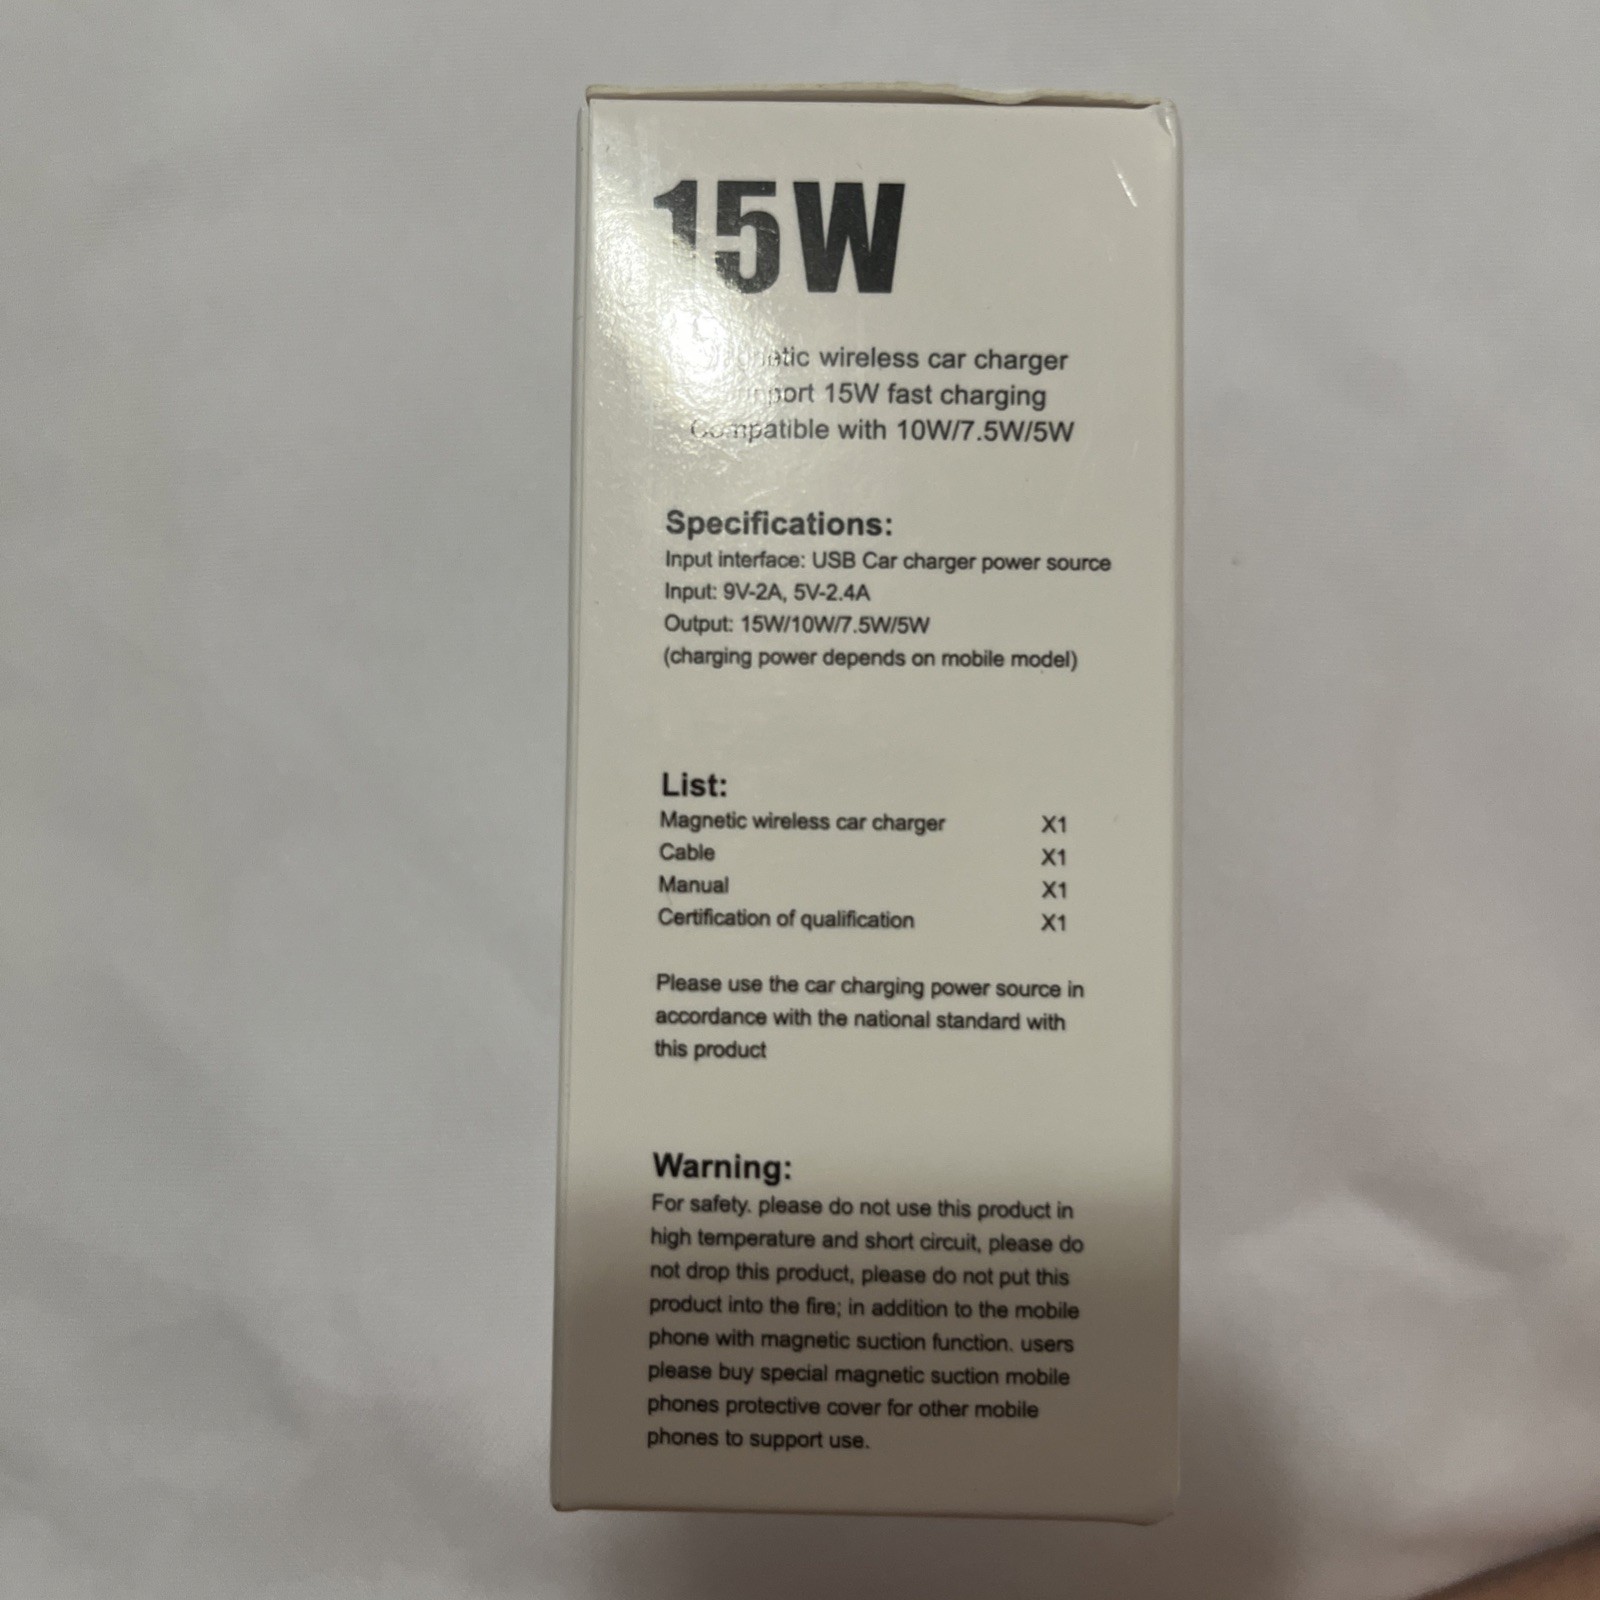 15W
Magnetic wireless car charger
Support 15W fast charging
Compatible with 10W/7.5W/5W
Specifications:
Input interface: USB Car charger power source
Input: 9V-2A, 5V-2.4A
Output: 15W/10W/7.5W/5W
(charging power depends on mobile model)
List:
Magnetic wireless car charger X1
Cable X1
Manual X1
Certification of qualification X1
Please use the car charging power source in
accordance with the national standard with
this product
Warning:
For safety. please do not use this product in
high temperature and short circuit, please do
not drop this product, please do not put this
product into the fire; in addition to the mobile
phone with magnetic suction function. users
please buy special magnetic suction mobile
phones protective cover for other mobile
phones to support use.